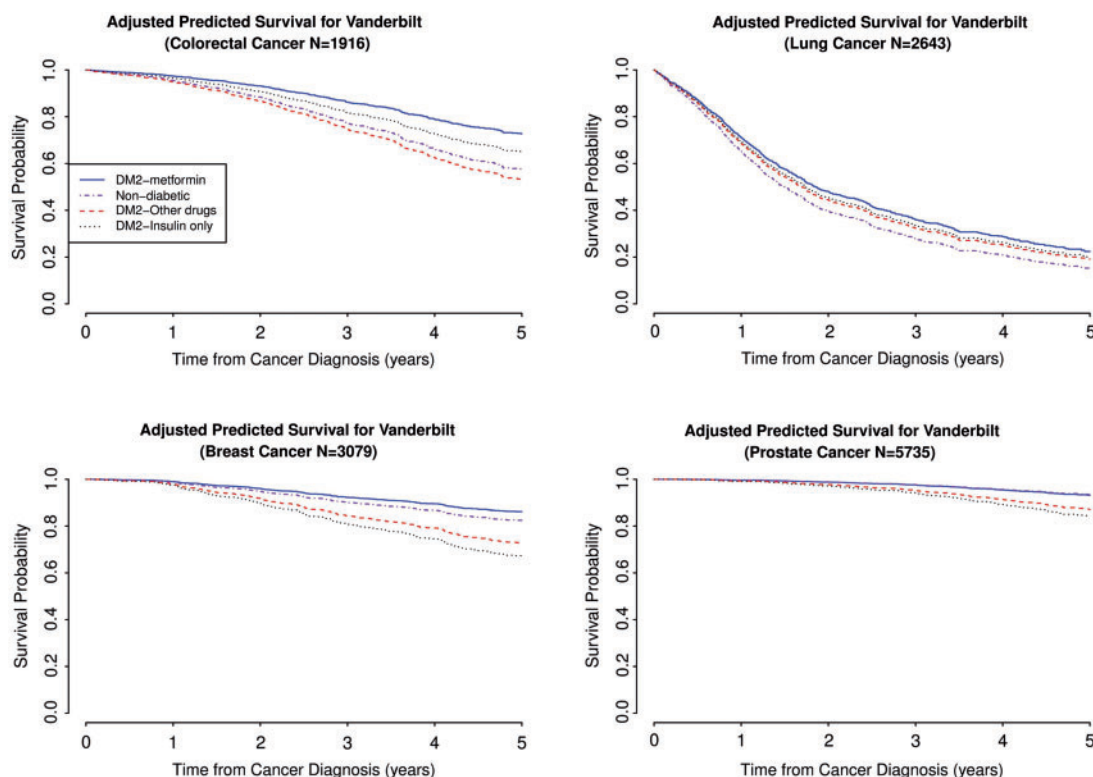 Adjusted Predicted Survival for Vanderbilt
(Colorectal Cancer N=1916)
Survival Probability
1.0
0.8
0.6
0.4
0.2
0.0
DM2−metformin
Non−diabetic
DM2−Other drugs
DM2−Insulin only
0 1 2 3 4 5
Time from Cancer Diagnosis (years)
Adjusted Predicted Survival for Vanderbilt
(Lung Cancer N=2643)
Survival Probability
1.0
0.8
0.6
0.4
0.2
0.0
0 1 2 3 4 5
Time from Cancer Diagnosis (years)
Adjusted Predicted Survival for Vanderbilt
(Breast Cancer N=3079)
Survival Probability
1.0
0.8
0.6
0.4
0.2
0.0
0 1 2 3 4 5
Time from Cancer Diagnosis (years)
Adjusted Predicted Survival for Vanderbilt
(Prostate Cancer N=5735)
Survival Probability
1.0
0.8
0.6
0.4
0.2
0.0
0 1 2 3 4 5
Time from Cancer Diagnosis (years)